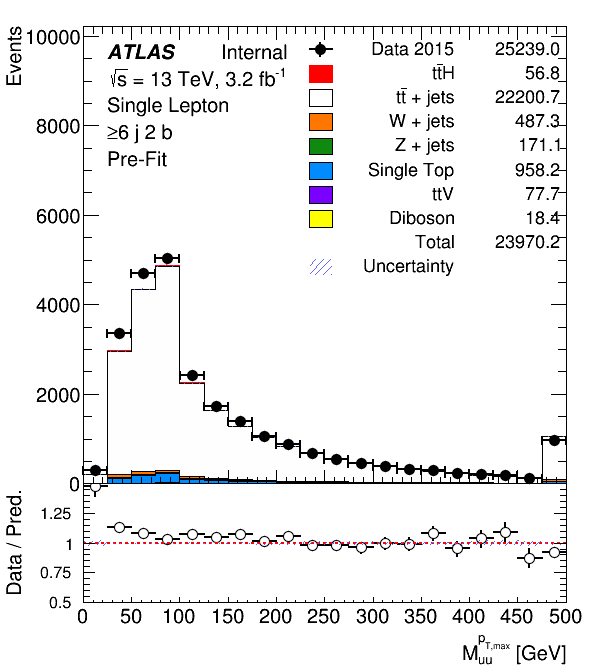 Events
10000
8000
6000
4000
2000
0
ATLAS Internal
√s = 13 TeV, 3.2 fb-1
Single Lepton
≥6 j 2 b
Pre-Fit
Data 2015 25239.0
tt̄H 56.8
tt̄ + jets 22200.7
W + jets 487.3
Z + jets 171.1
Single Top 958.2
ttV 77.7
Diboson 18.4
Total 23970.2
Uncertainty
Data / Pred.
1.25
1
0.75
0.5
0 50 100 150 200 250 300 350 400 450 500
M_uu^pT,max [GeV]